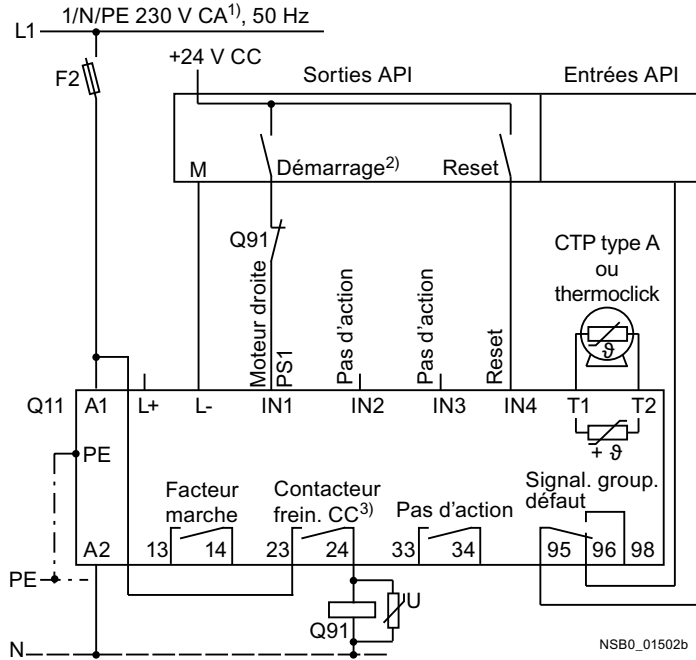 1/N/PE 230 V CA1), 50 Hz
L1
F2
+24 V CC
Sorties API
Entrées API
M
Démarrage2)
Reset
Q91
CTP type A
ou
thermoclick
ϑ
Moteur droite
PS1
Pas d'action
Pas d'action
Reset
Q11
A1
L+
L-
IN1
IN2
IN3
IN4
T1
T2
+ ϑ
PE
Facteur
marche
Contacteur
frein. CC3)
Pas d'action
Signal. group.
défaut
A2
13
14
23
24
33
34
95
96
98
PE
U
Q91
N
NSB0_01502b